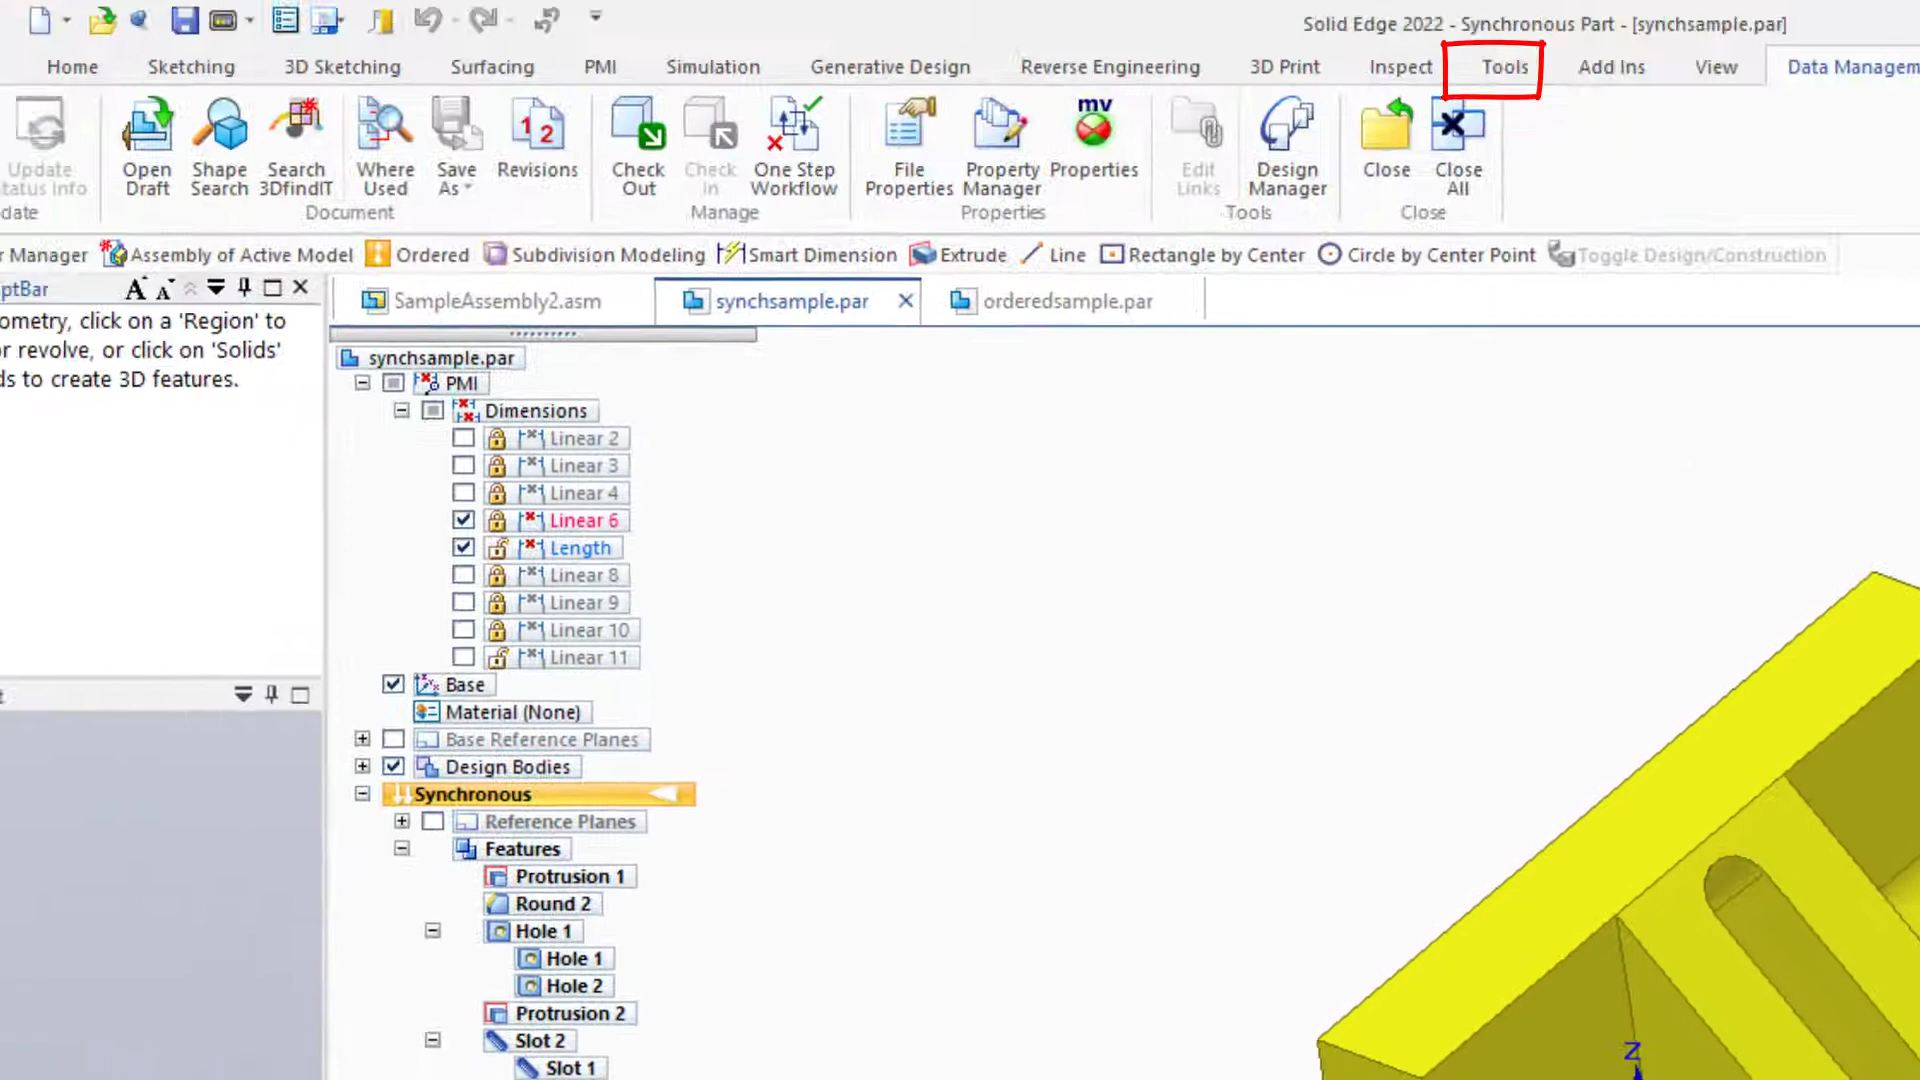 Solid Edge 2022 - Synchronous Part - [synchsample.par]
Home Sketching 3D Sketching Surfacing PMI Simulation Generative Design Reverse Engineering 3D Print Inspect Tools Add Ins View Data Managem
Update
tatus Info
date
Open
Draft
Shape
Search
Search
3DfindIT
Where
Used
Save
As
1 2
Revisions
Document
Check
Out
Check
In
One Step
Workflow
Manage
File
Properties
Property
Manager
mv
Properties
Properties
Edit
Links
Design
Manager
Tools
Close
Close
All
Close
r Manager Assembly of Active Model Ordered Subdivision Modeling Smart Dimension Extrude Line Rectangle by Center Circle by Center Point Toggle Design/Construction
ptBar A A
ometry, click on a 'Region' to
or revolve, or click on 'Solids'
ds to create 3D features.
SampleAssembly2.asm synchsample.par orderedsample.par
synchsample.par
PMI
Dimensions
Linear 2
Linear 3
Linear 4
Linear 6
Length
Linear 8
Linear 9
Linear 10
Linear 11
Base
Material (None)
Base Reference Planes
Design Bodies
Synchronous
Reference Planes
Features
Protrusion 1
Round 2
Hole 1
Hole 1
Hole 2
Protrusion 2
Slot 2
Slot 1
Z